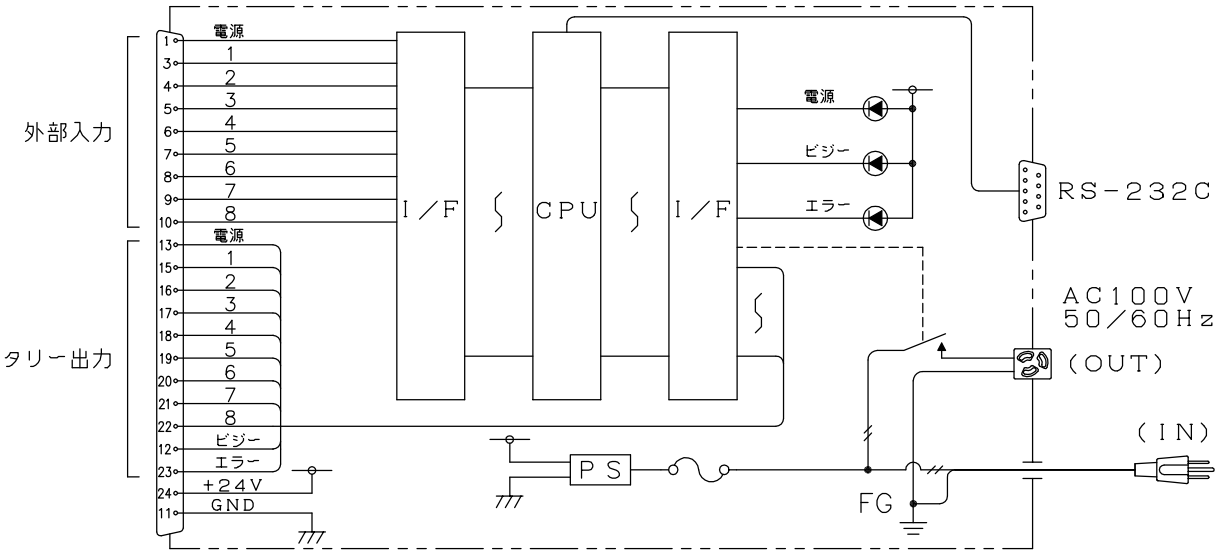 外部入力
1 電源
3 1
4 2
5 3
6 4
7 5
8 6
9 7
10 8
タリー出力
13 電源
15 1
16 2
17 3
18 4
19 5
20 6
21 7
22 8
12 ビジー
23 エラー
24 +24V
11 GND
I/F
CPU
I/F
電源
ビジー
エラー
RS-232C
AC100V
50/60Hz
(OUT)
(IN)
PS
FG